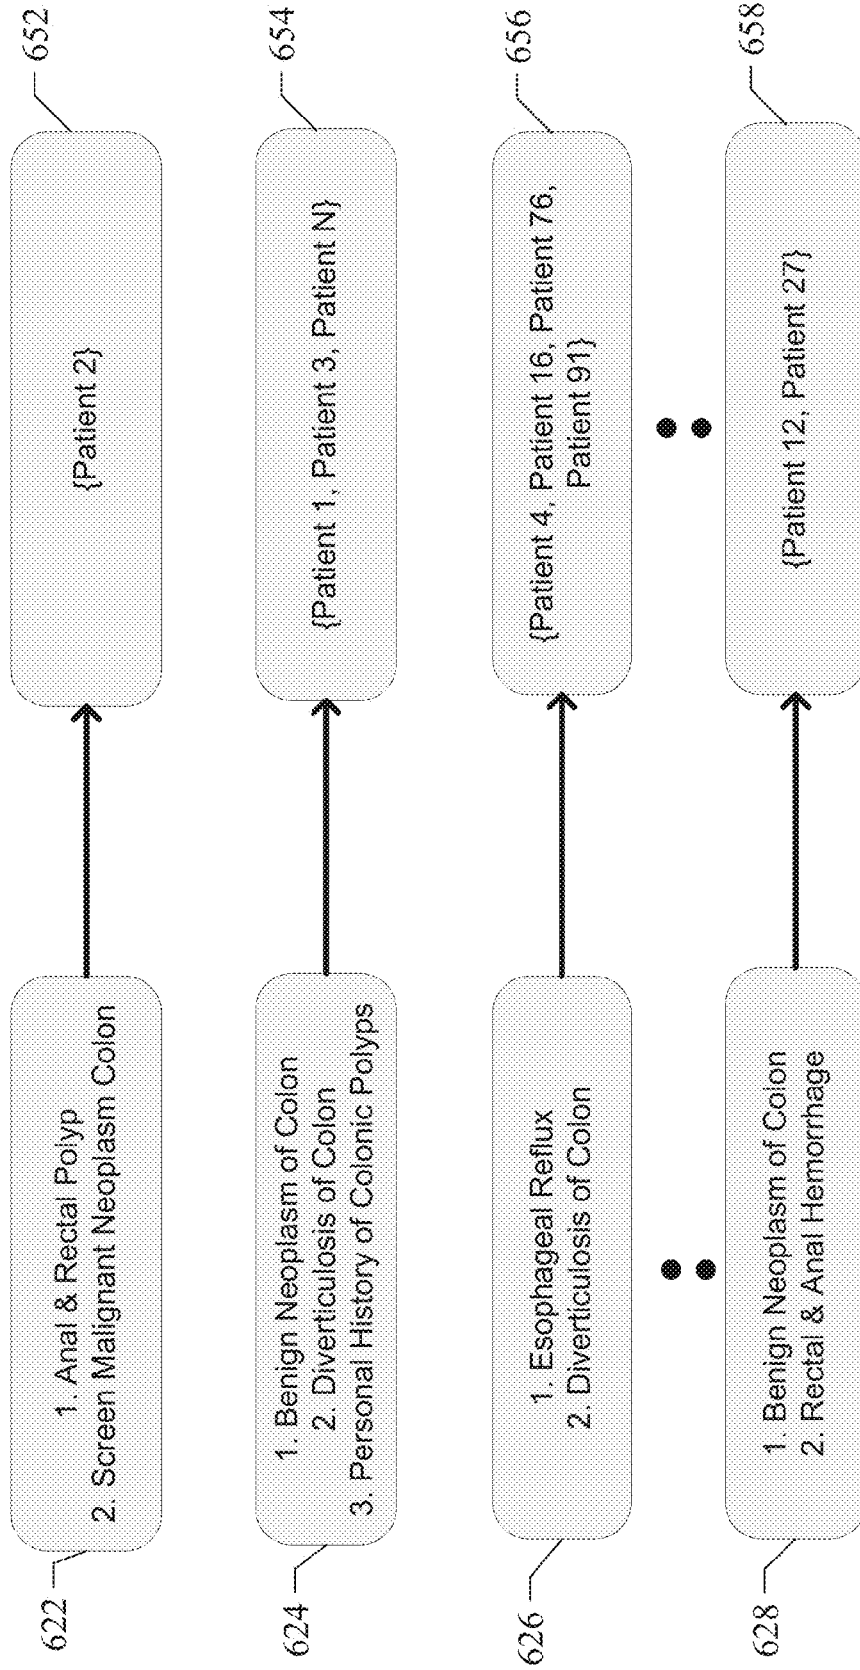 622
1. Anal & Rectal Polyp
2. Screen Malignant Neoplasm Colon
{Patient 2}
652
624
1. Benign Neoplasm of Colon
2. Diverticulosis of Colon
3. Personal History of Colonic Polyps
{Patient 1, Patient 3, Patient N}
654
626
1. Esophageal Reflux
2. Diverticulosis of Colon
{Patient 4, Patient 16, Patient 76,
Patient 91}
656
628
1. Benign Neoplasm of Colon
2. Rectal & Anal Hemorrhage
{Patient 12, Patient 27}
658